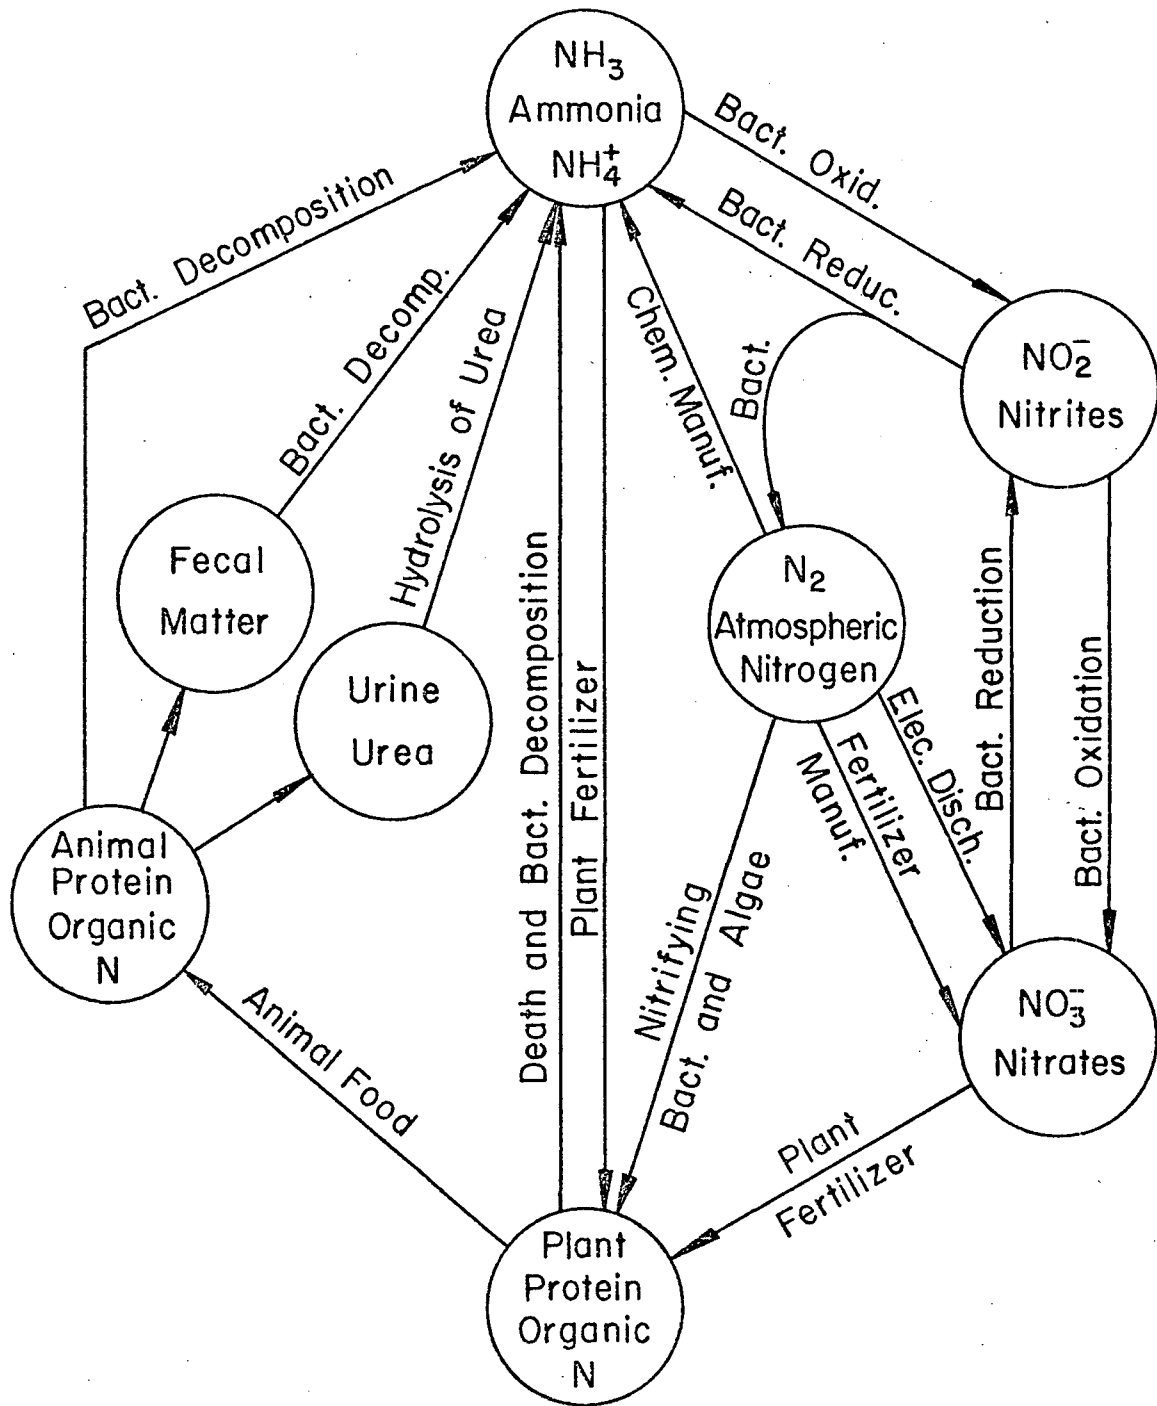 NH₃
Ammonia
NH₄⁺
Bact. Oxid.
Bact. Reduc.
Bact. Decomposition
Bact. Decomp.
Hydrolysis of Urea
Chem. Manuf.
Bact.
NO₂⁻
Nitrites
Fecal
Matter
Urine
Urea
N₂
Atmospheric
Nitrogen
Death and Bact. Decomposition
Plant Fertilizer
Bact. Reduction
Bact. Oxidation
Elec. Disch.
Fertilizer
Manuf.
Nitrifying
Bact. and Algae
Animal
Protein
Organic
N
Animal Food
NO₃⁻
Nitrates
Plant
Fertilizer
Plant
Protein
Organic
N